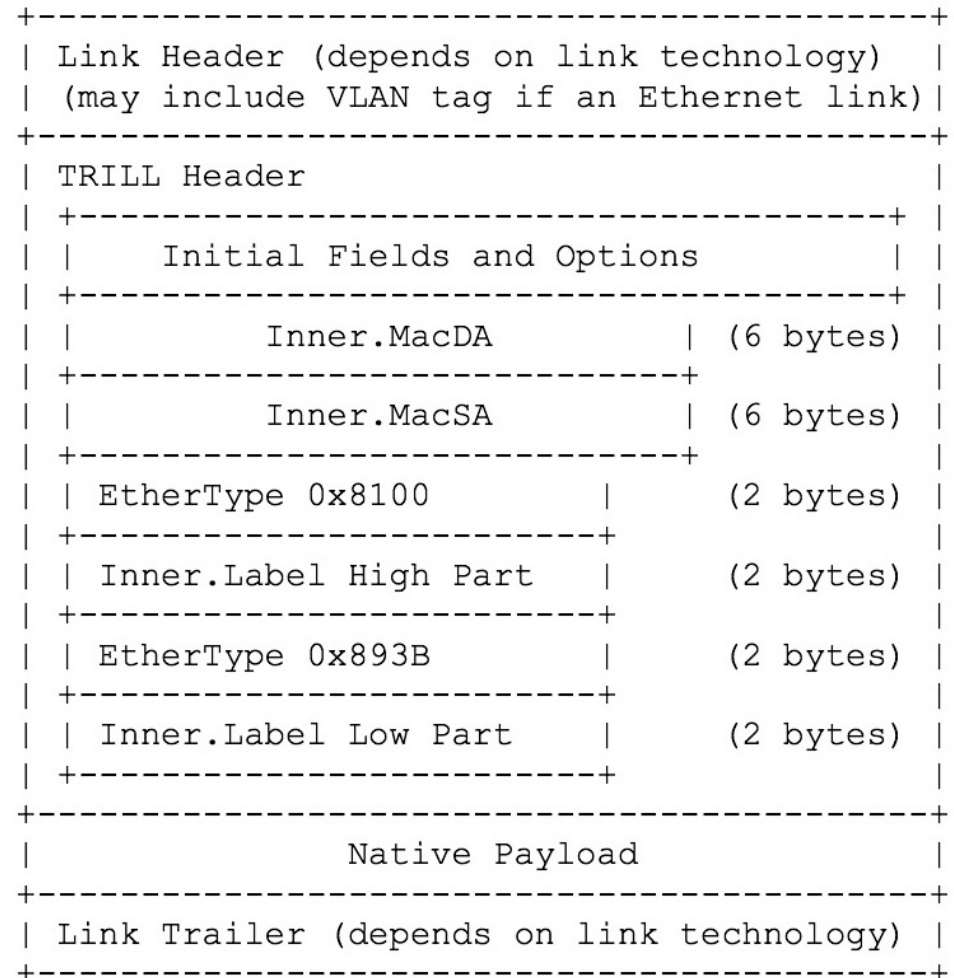 +-------------------------------------------+
| Link Header (depends on link technology)  |
| (may include VLAN tag if an Ethernet link)|
+-------------------------------------------+
| TRILL Header                              |
| +---------------------------------------+ |
| |    Initial Fields and Options         | |
| +---------------------------------------+ |
| |         Inner.MacDA         | (6 bytes) |
| +-----------------------------+           |
| |         Inner.MacSA         | (6 bytes) |
| +-----------------------------+           |
| | EtherType 0x8100        |     (2 bytes) |
| +-------------------------+               |
| | Inner.Label High Part   |     (2 bytes) |
| +-------------------------+               |
| | EtherType 0x893B        |     (2 bytes) |
| +-------------------------+               |
| | Inner.Label Low Part    |     (2 bytes) |
| +-------------------------+               |
+-------------------------------------------+
|               Native Payload              |
+-------------------------------------------+
| Link Trailer (depends on link technology) |
+-------------------------------------------+